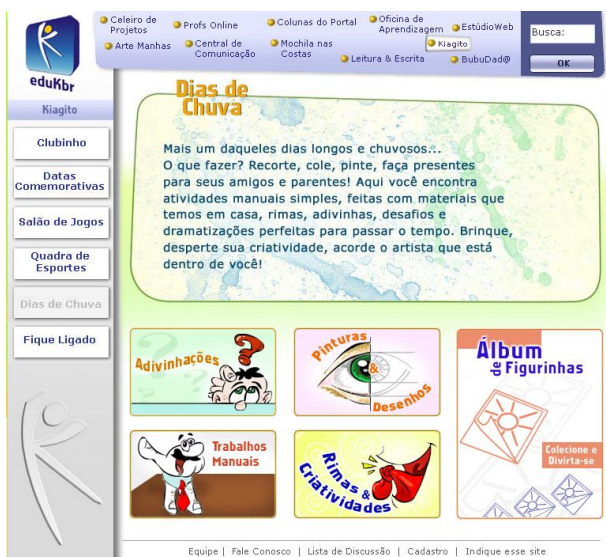 Celeiro de
Projetos
Profs Online
Colunas do Portal
Oficina de
Aprendizagem
EstúdioWeb
Arte Manhas
Central de
Comunicação
Mochila nas
Costas
Leitura & Escrita
Kiagito
BubuDad@
Busca:
OK
eduKbr
Kiagito
Clubinho
Datas
Comemorativas
Salão de Jogos
Quadra de
Esportes
Dias de Chuva
Fique Ligado
Dias de
Chuva
Mais um daqueles dias longos e chuvosos...
O que fazer? Recorte, cole, pinte, faça presentes
para seus amigos e parentes! Aqui você encontra
atividades manuais simples, feitas com materiais que
temos em casa, rimas, adivinhas, desafios e
dramatizações perfeitas para passar o tempo. Brinque,
desperte sua criatividade, acorde o artista que está
dentro de você!
Adivinhações
Pinturas
&
Desenhos
Álbum
de Figurinhas
Colecione e
Divirta-se
Trabalhos
Manuais
Rimas &
Criatividades
Equipe | Fale Conosco | Lista de Discussão | Cadastro | Indique esse site